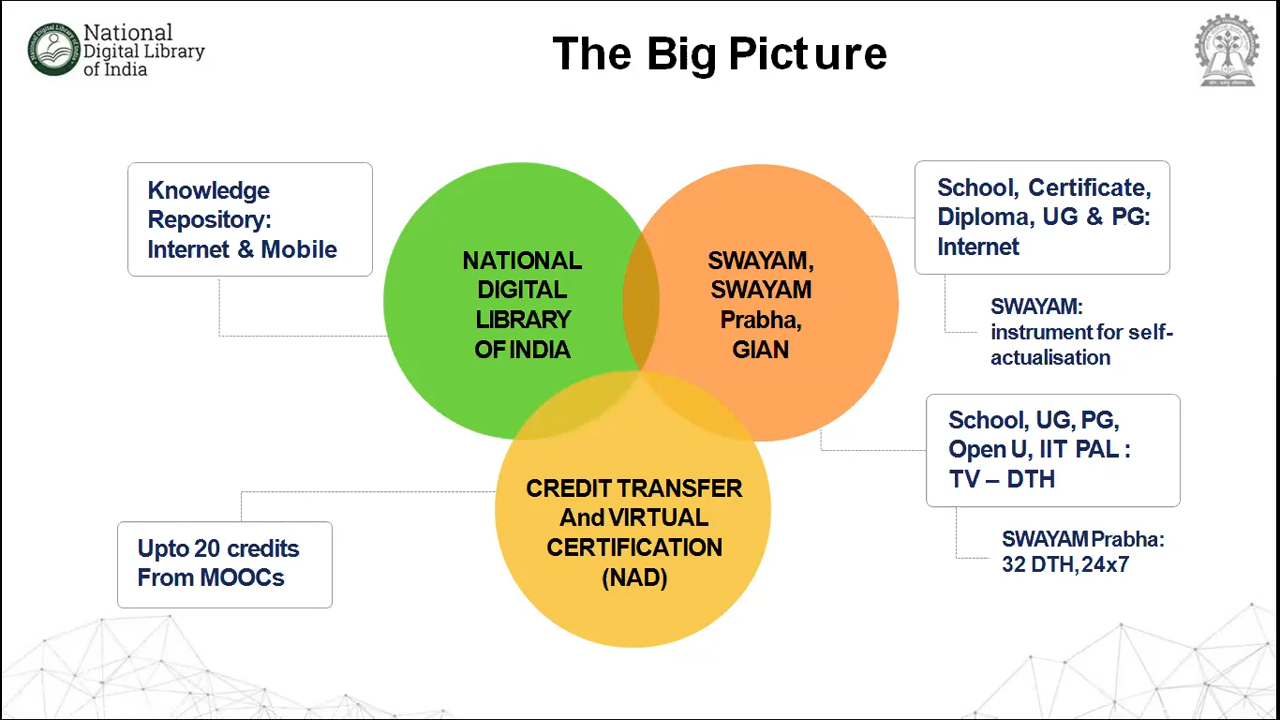 National
Digital Library
of India
The Big Picture
Knowledge
Repository:
Internet & Mobile
NATIONAL
DIGITAL
LIBRARY
OF INDIA
SWAYAM,
SWAYAM
Prabha,
GIAN
School, Certificate,
Diploma, UG & PG:
Internet
SWAYAM:
instrument for self-
actualisation
School, UG, PG,
Open U, IIT PAL :
TV – DTH
SWAYAM Prabha:
32 DTH, 24x7
CREDIT TRANSFER
And VIRTUAL
CERTIFICATION
(NAD)
Upto 20 credits
From MOOCs